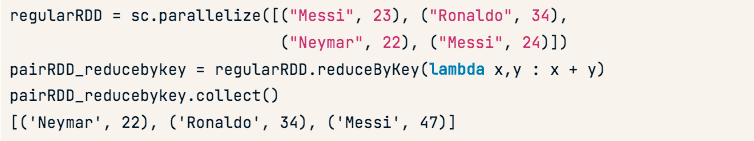 regularRDD = sc.parallelize([("Messi", 23), ("Ronaldo", 34),
("Neymar", 22), ("Messi", 24)])
pairRDD_reducebykey = regularRDD.reduceByKey(lambda x,y : x + y)
pairRDD_reducebykey.collect()
[('Neymar', 22), ('Ronaldo', 34), ('Messi', 47)]